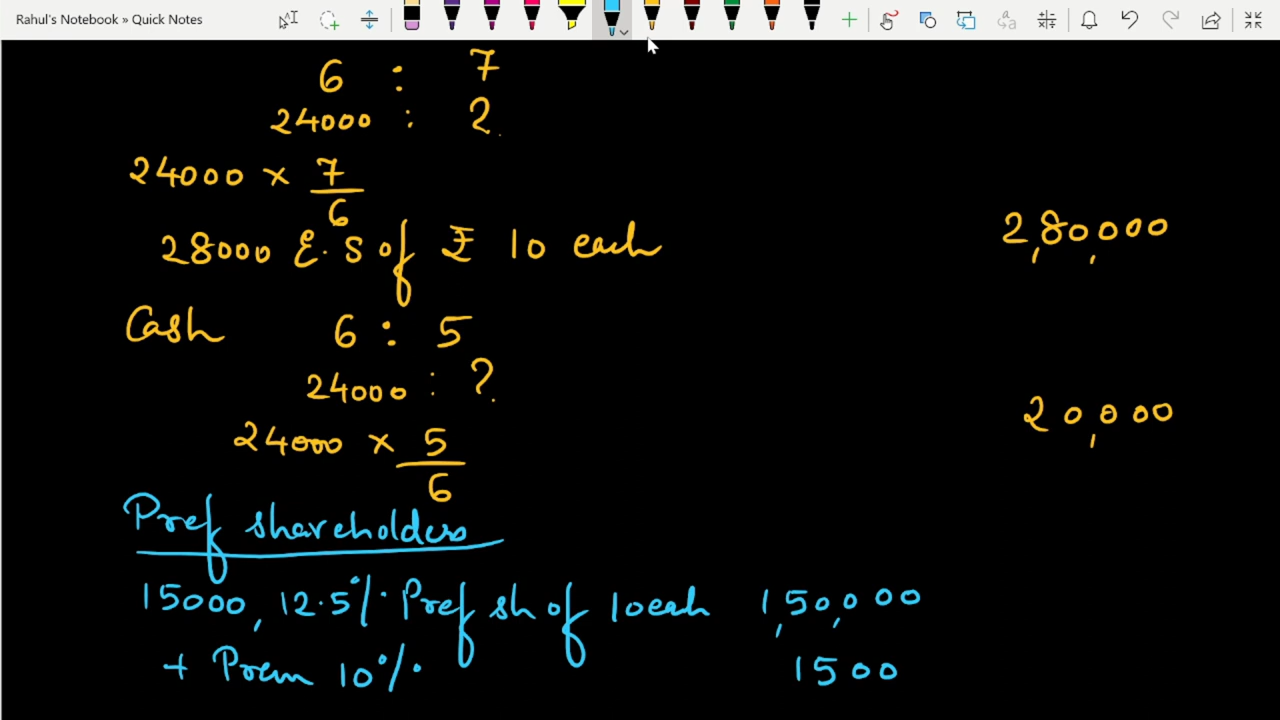 Rahul's Notebook » Quick Notes
6 : 7
24000 : 2
24000 × 7/6
28000 E.S of ₹ 10 each 2,80,000
Cash 6 : 5
24000 : ?
24000 × 5/6 20,000
Pref shareholders
15000, 12.5% Pref sh of 10 each 1,50,000
+ Prem 10% 1500